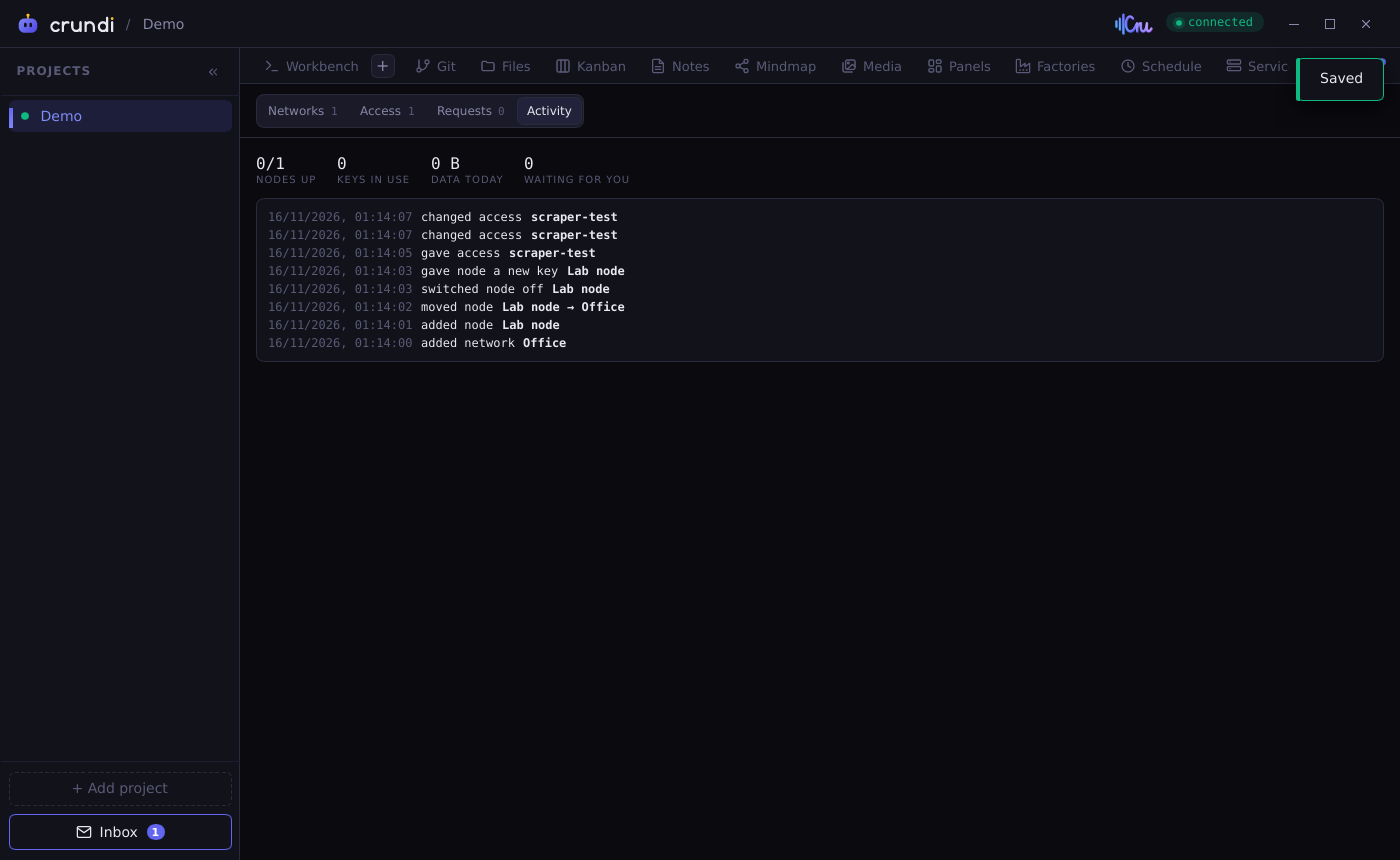 crundi / Demo
Cru
connected
PROJECTS «
Workbench + Git Files Kanban Notes Mindmap Media Panels Factories Schedule Servic
Saved
Demo
Networks 1 Access 1 Requests 0 Activity
0/1 0 0 B 0
NODES UP KEYS IN USE DATA TODAY WAITING FOR YOU
16/11/2026, 01:14:07 changed access scraper-test
16/11/2026, 01:14:07 changed access scraper-test
16/11/2026, 01:14:05 gave access scraper-test
16/11/2026, 01:14:03 gave node a new key Lab node
16/11/2026, 01:14:03 switched node off Lab node
16/11/2026, 01:14:02 moved node Lab node → Office
16/11/2026, 01:14:01 added node Lab node
16/11/2026, 01:14:00 added network Office
+ Add project
Inbox 1